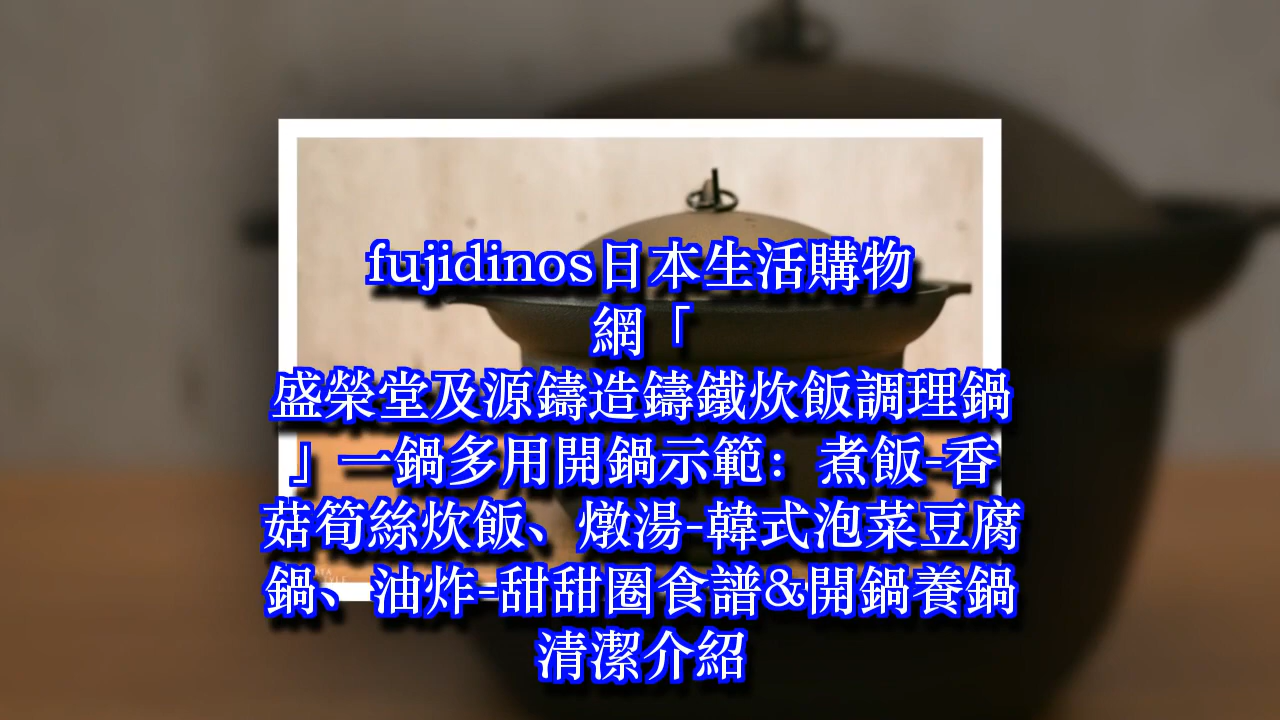 fujidinos日本生活購物
網「
盛榮堂及源鑄造鑄鐵炊飯調理鍋
」一鍋多用開鍋示範：煮飯-香
菇筍絲炊飯、燉湯-韓式泡菜豆腐
鍋、油炸-甜甜圈食譜&開鍋養鍋
清潔介紹